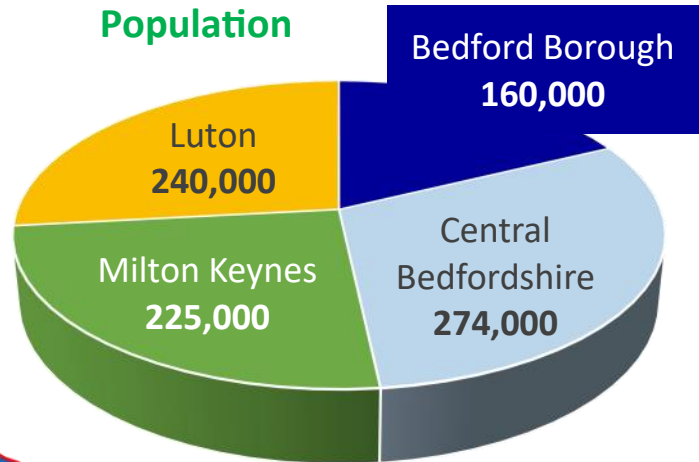 Population
Bedford Borough
160,000
Luton
240,000
Central
Bedfordshire
274,000
Milton Keynes
225,000